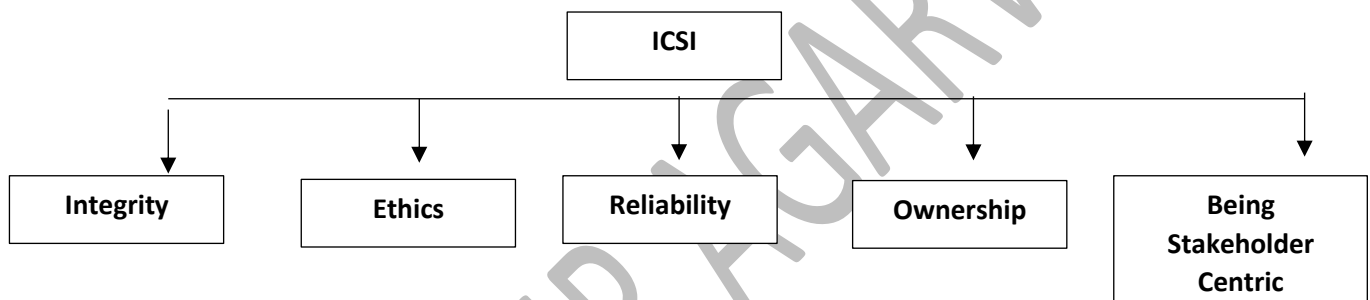 ICSI
Integrity
Ethics
Reliability
Ownership
Being
Stakeholder
Centric